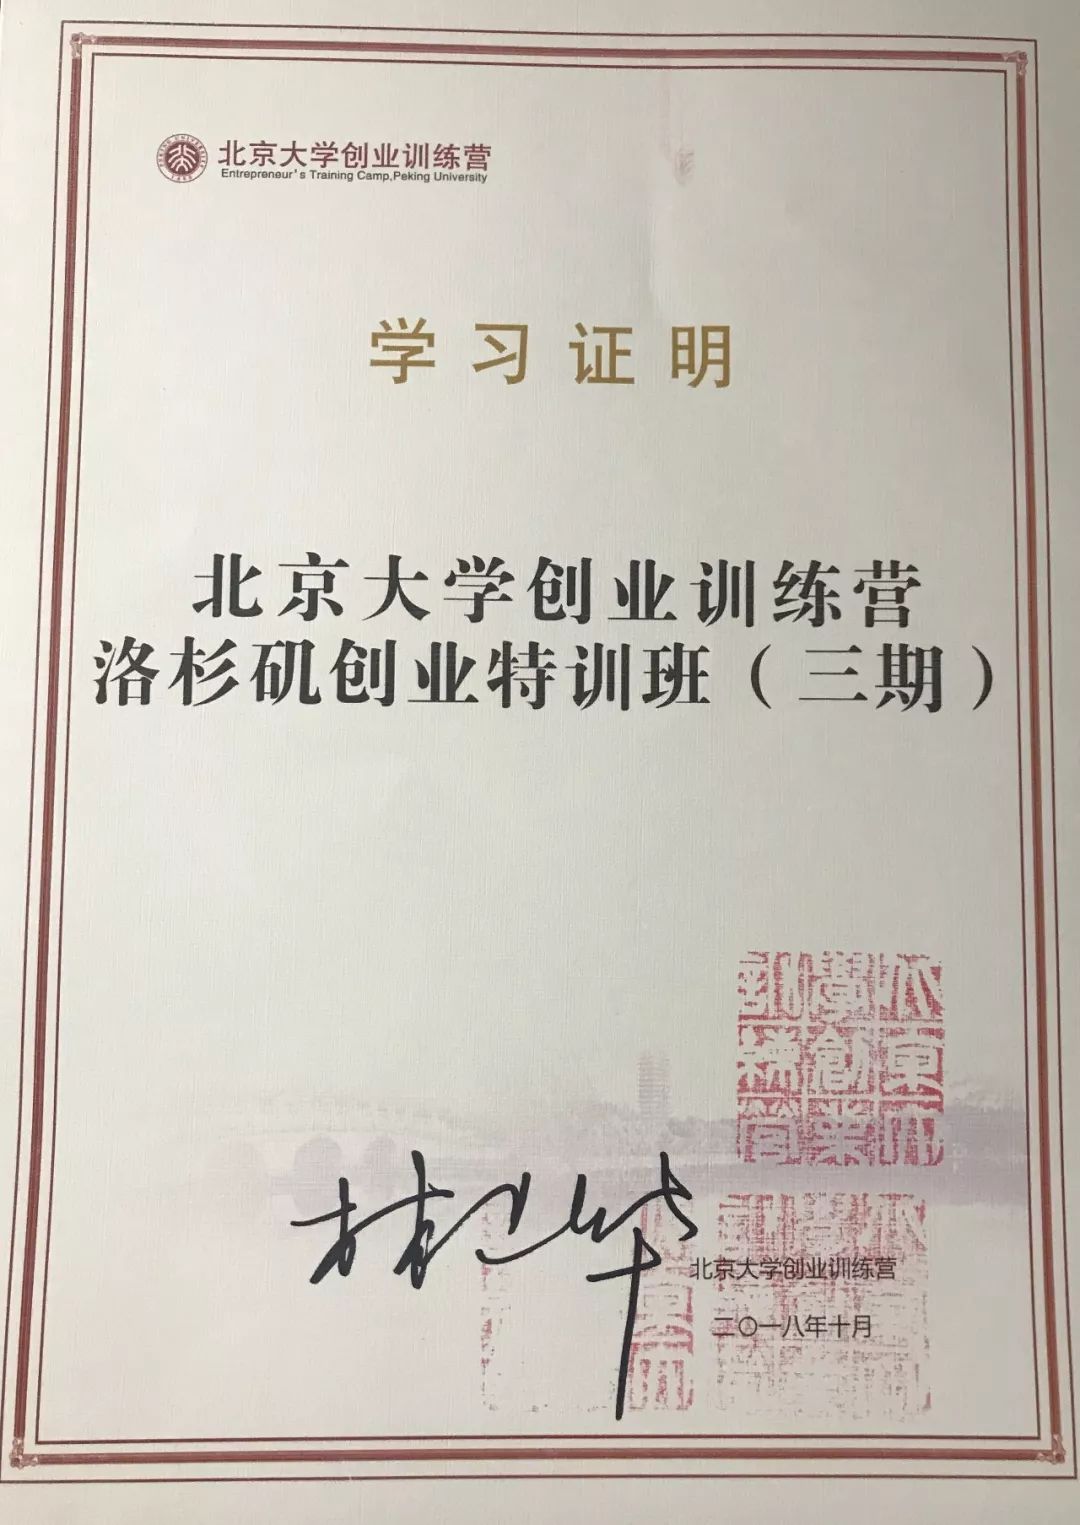 北京大学创业训练营
Entrepreneur's Training Camp,Peking University
学习证明
北京大学创业训练营
洛杉矶创业特训班（三期）
北京大学创业训练营
二〇一八年十月